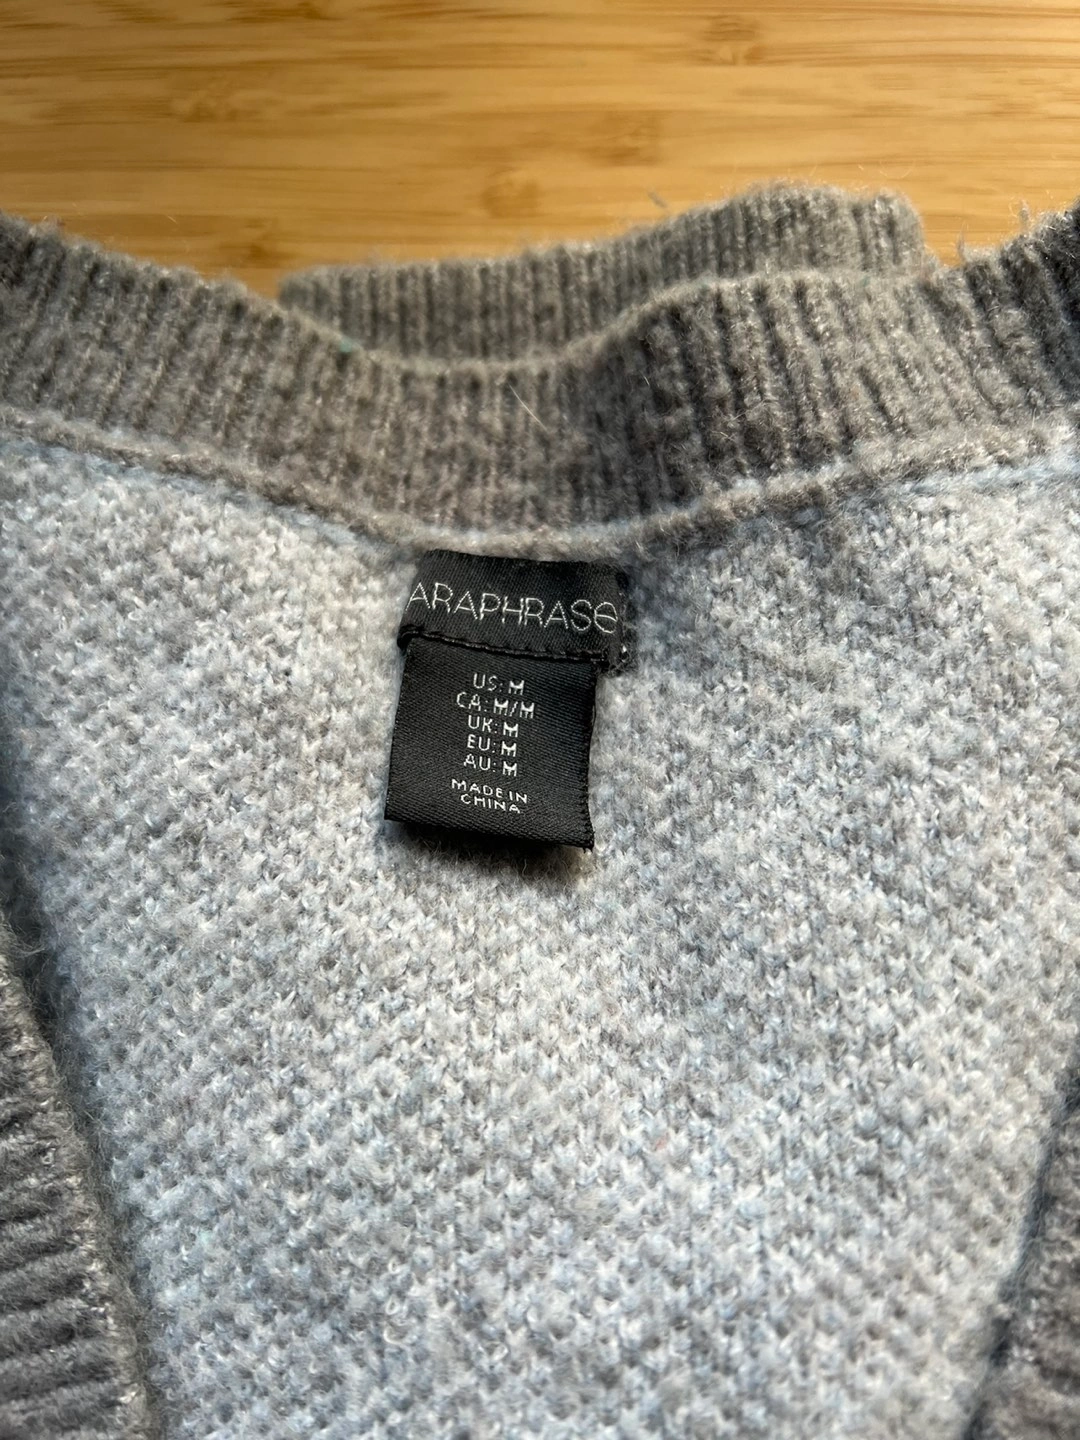 ARAPHRASE
US: M
CA: M/M
UK: M
EU: M
AU: M
MADE IN
CHINA